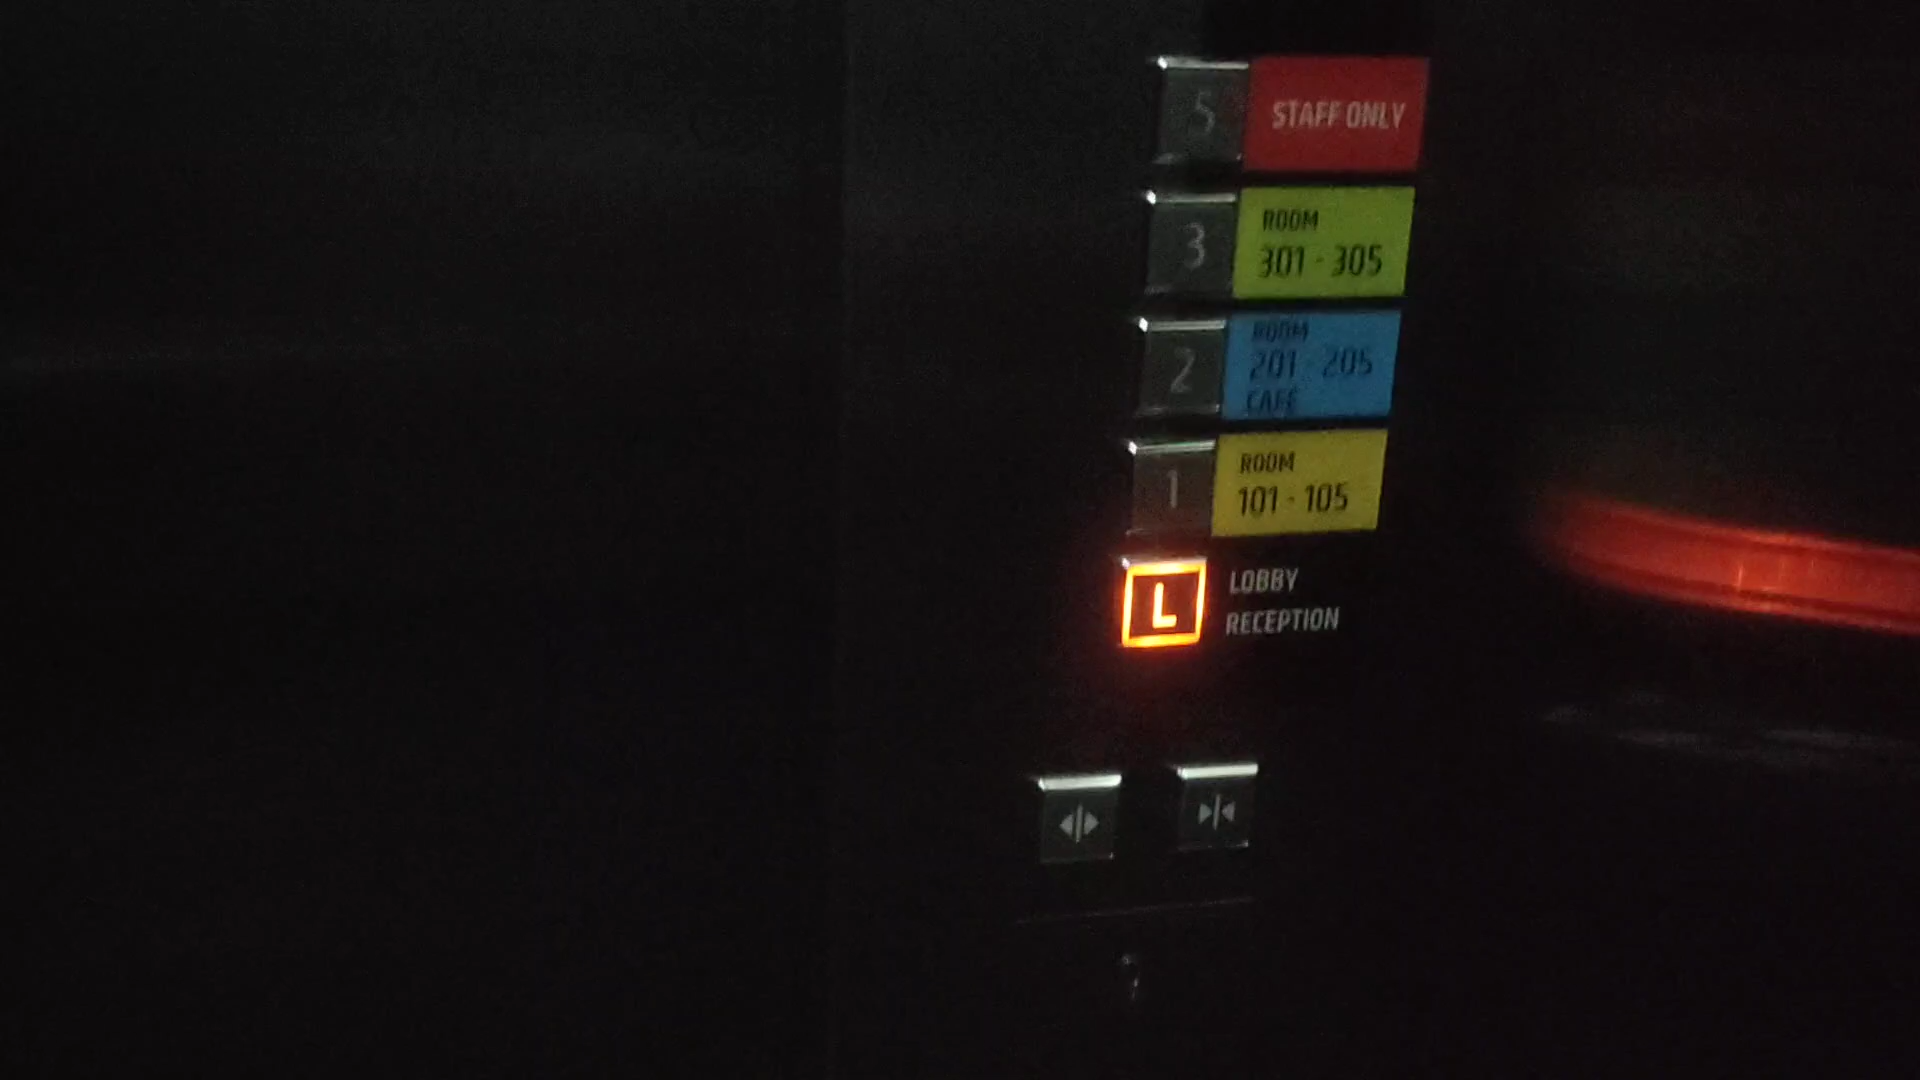 5 STAFF ONLY
3 ROOM
301 - 305
2 ROOM
201 - 205
CAFE
1 ROOM
101 - 105
L LOBBY
RECEPTION